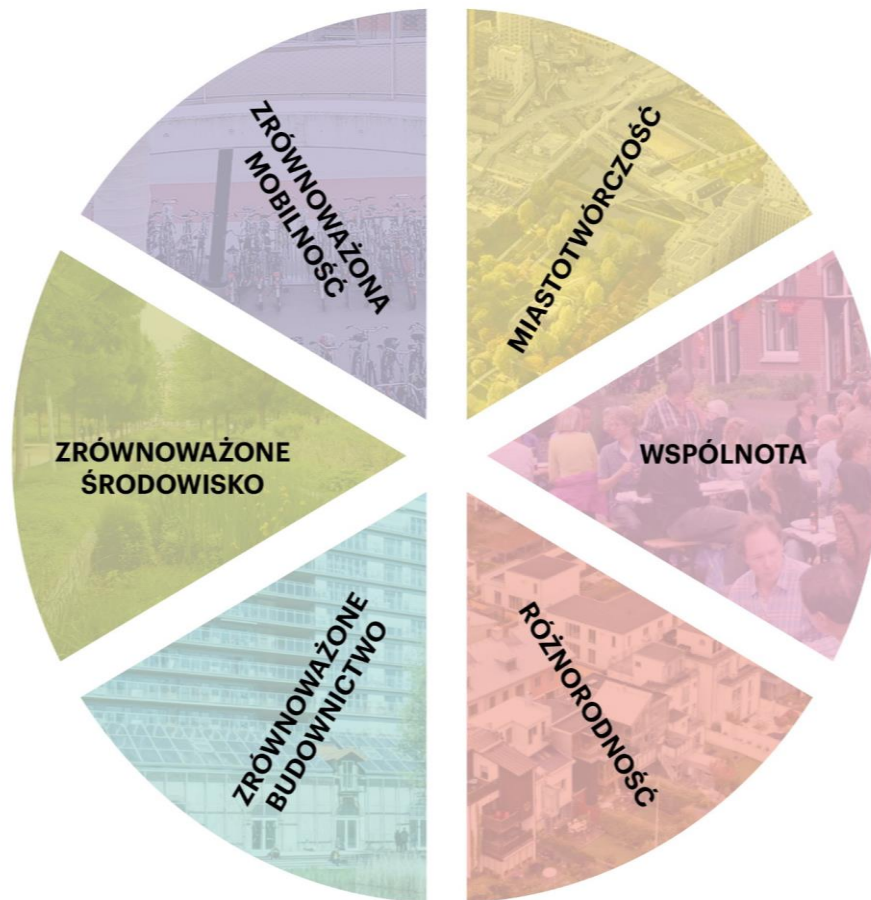 ZRÓWNOWAŻONA
MOBILNOŚĆ
MIASTOTWÓRCZOŚĆ
ZRÓWNOWAŻONE
ŚRODOWISKO
WSPÓLNOTA
ZRÓWNOWAŻONE
BUDOWNICTWO
RÓŻNORODNOŚĆ